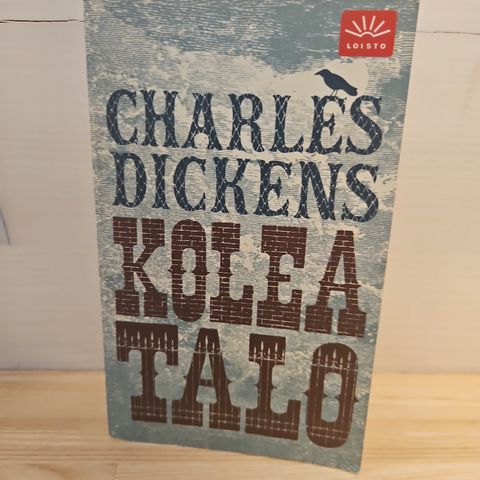 LOISTO
CHARLES
DICKENS
KOLEA
TALO